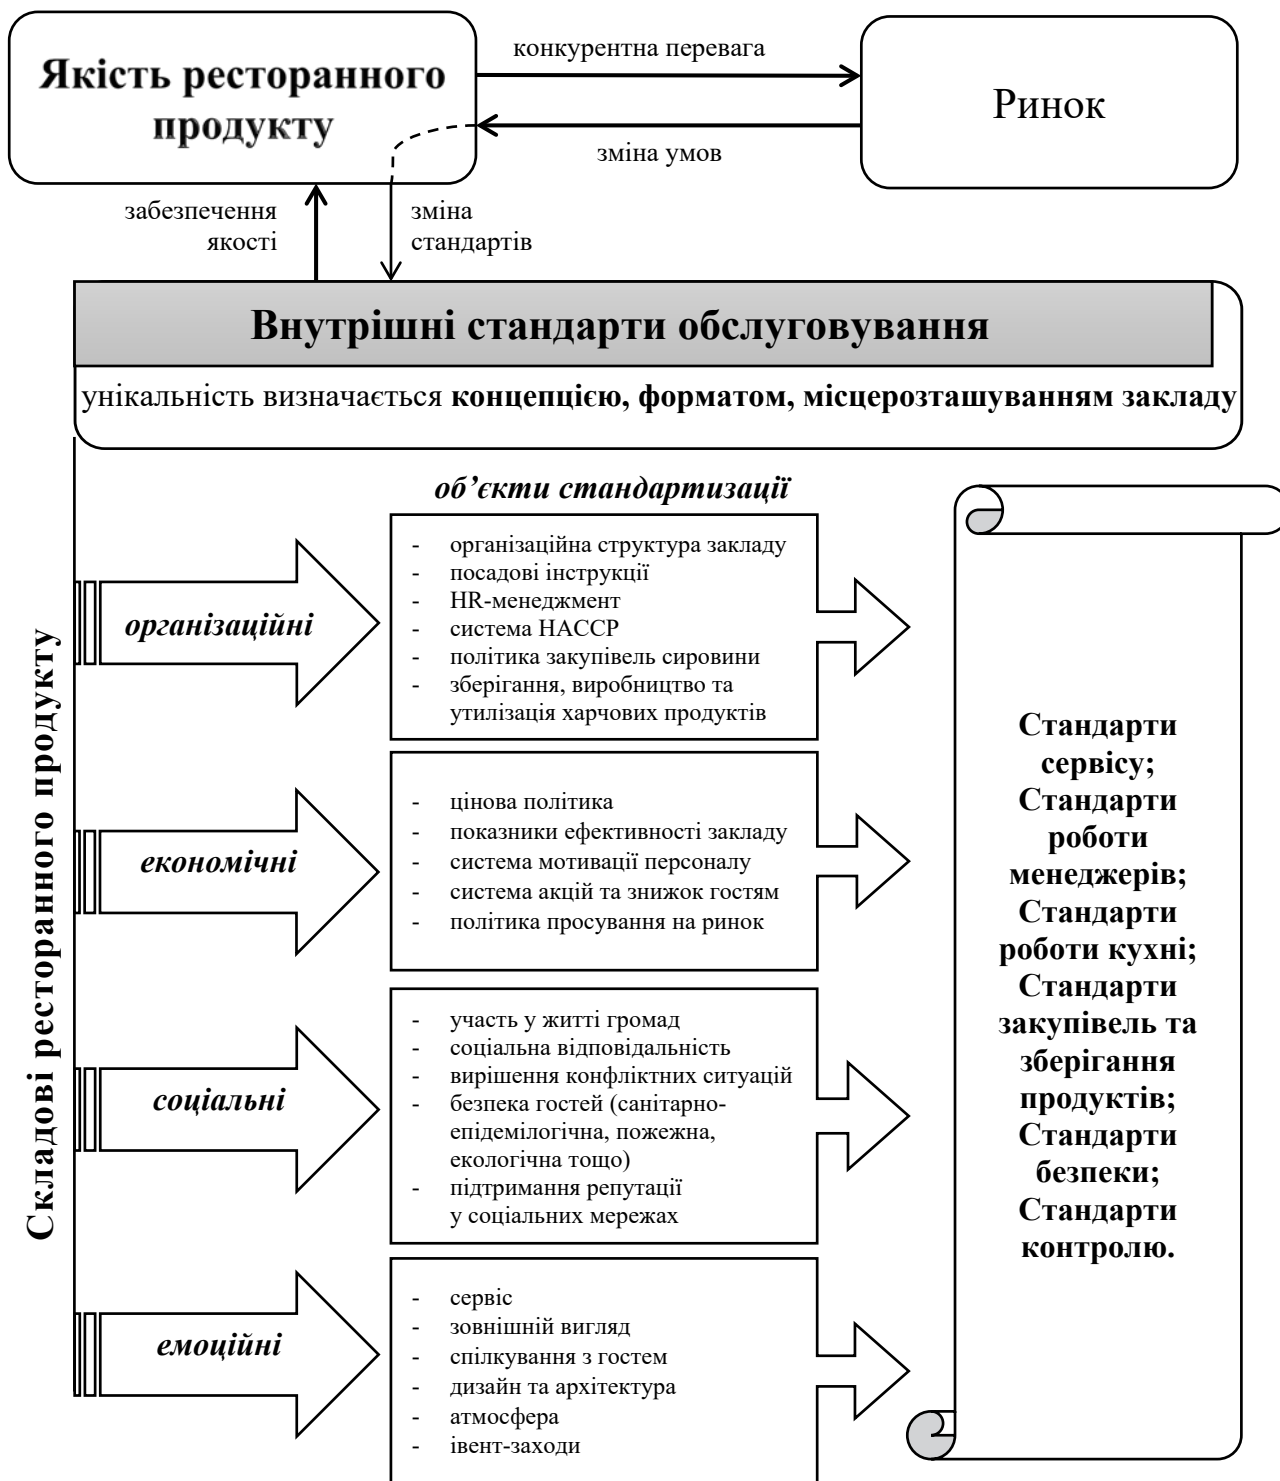 Якість ресторанного
продукту
конкурентна перевага
Ринок
зміна умов
забезпечення
якості
зміна
стандартів
Внутрішні стандарти обслуговування
унікальність визначається концепцією, форматом, місцерозташуванням закладу
Складові ресторанного продукту
об’єкти стандартизації
організаційні
- організаційна структура закладу
- посадові інструкції
- HR-менеджмент
- система НАССР
- політика закупівель сировини
- зберігання, виробництво та
утилізація харчових продуктів
економічні
- цінова політика
- показники ефективності закладу
- система мотивації персоналу
- система акцій та знижок гостям
- політика просування на ринок
соціальні
- участь у житті громад
- соціальна відповідальність
- вирішення конфліктних ситуацій
- безпека гостей (санітарно-
епідемілогічна, пожежна,
екологічна тощо)
- підтримання репутації
у соціальних мережах
емоційні
- сервіс
- зовнішній вигляд
- спілкування з гостем
- дизайн та архітектура
- атмосфера
- івент-заходи
Стандарти
сервісу;
Стандарти
роботи
менеджерів;
Стандарти
роботи кухні;
Стандарти
закупівель та
зберігання
продуктів;
Стандарти
безпеки;
Стандарти
контролю.